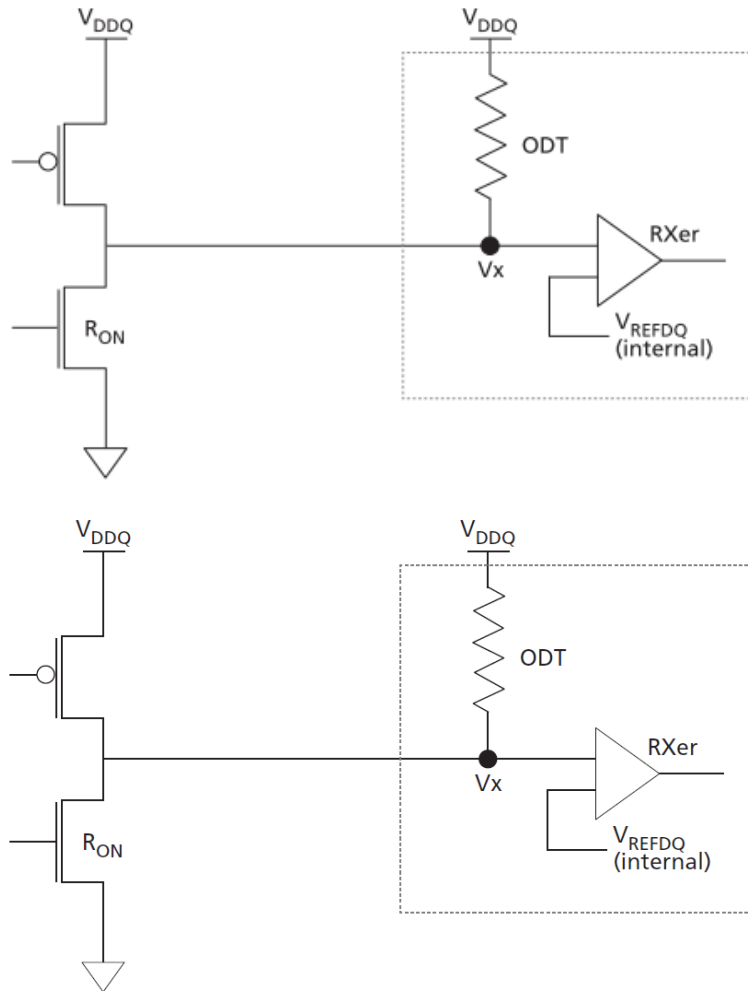 VDDQ
VDDQ
ODT
RXer
Vx
RON
VREFDQ
(internal)
VDDQ
VDDQ
ODT
RXer
Vx
RON
VREFDQ
(internal)